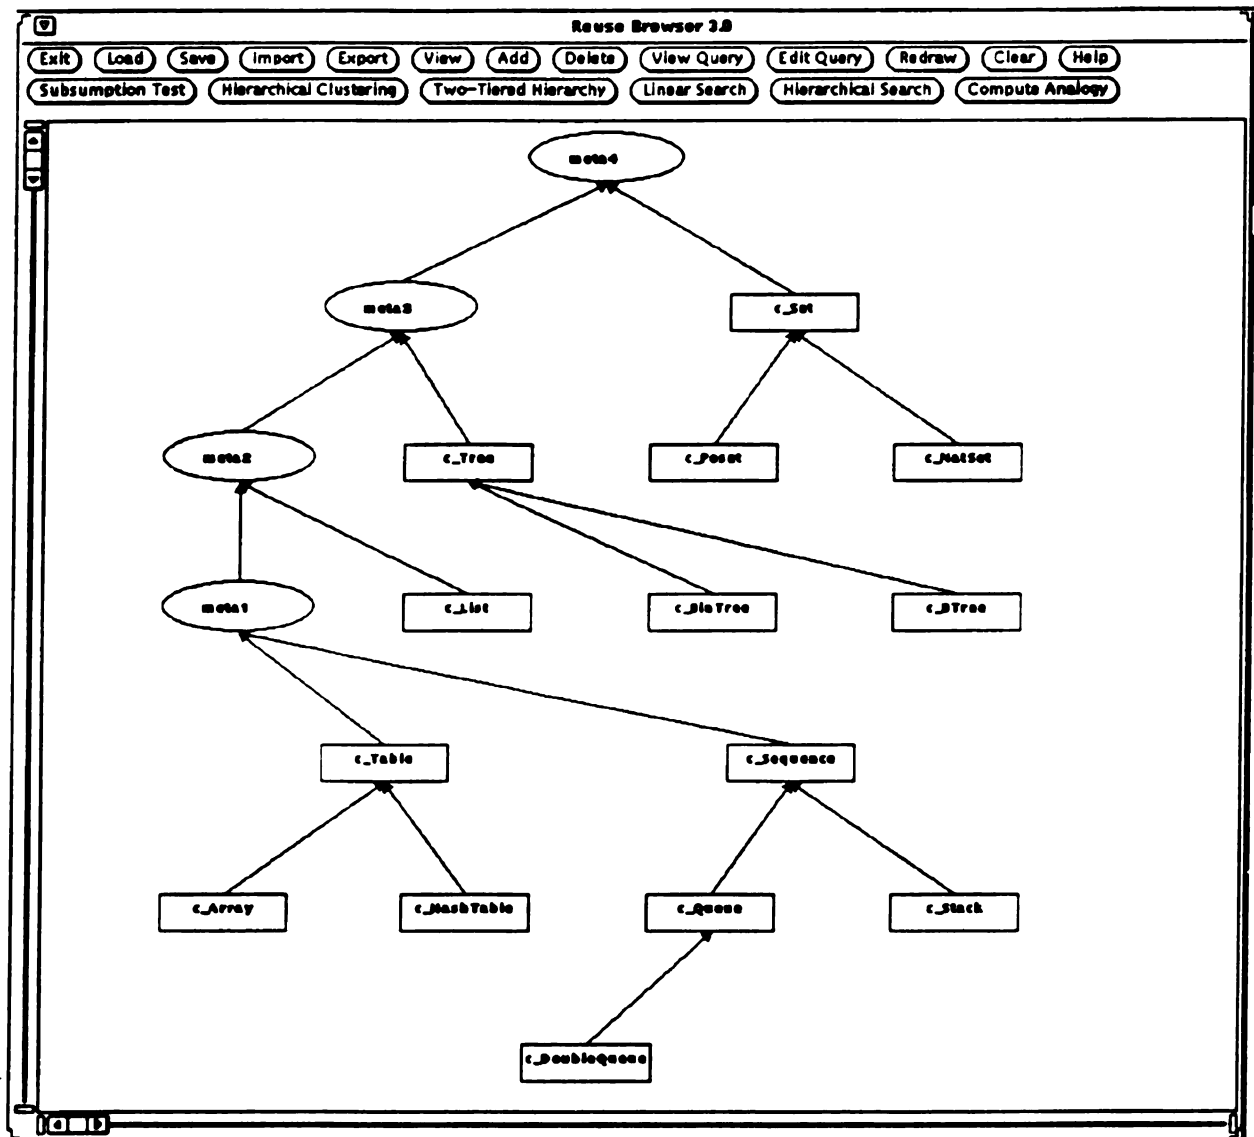 Reuse Browser 3.0
Exit Load Save Import Export View Add Delete View Query Edit Query Redraw Clear Help
Subsumption Test Hierarchical Clustering Two-Tiered Hierarchy Linear Search Hierarchical Search Compute Analogy
meta4
meta3 c_Set
meta2 c_Tree c_Poset c_NatSet
meta1 c_List c_BinTree c_BTree
c_Table c_Sequence
c_Array c_HashTable c_Queue c_Stack
c_DoubleQueue